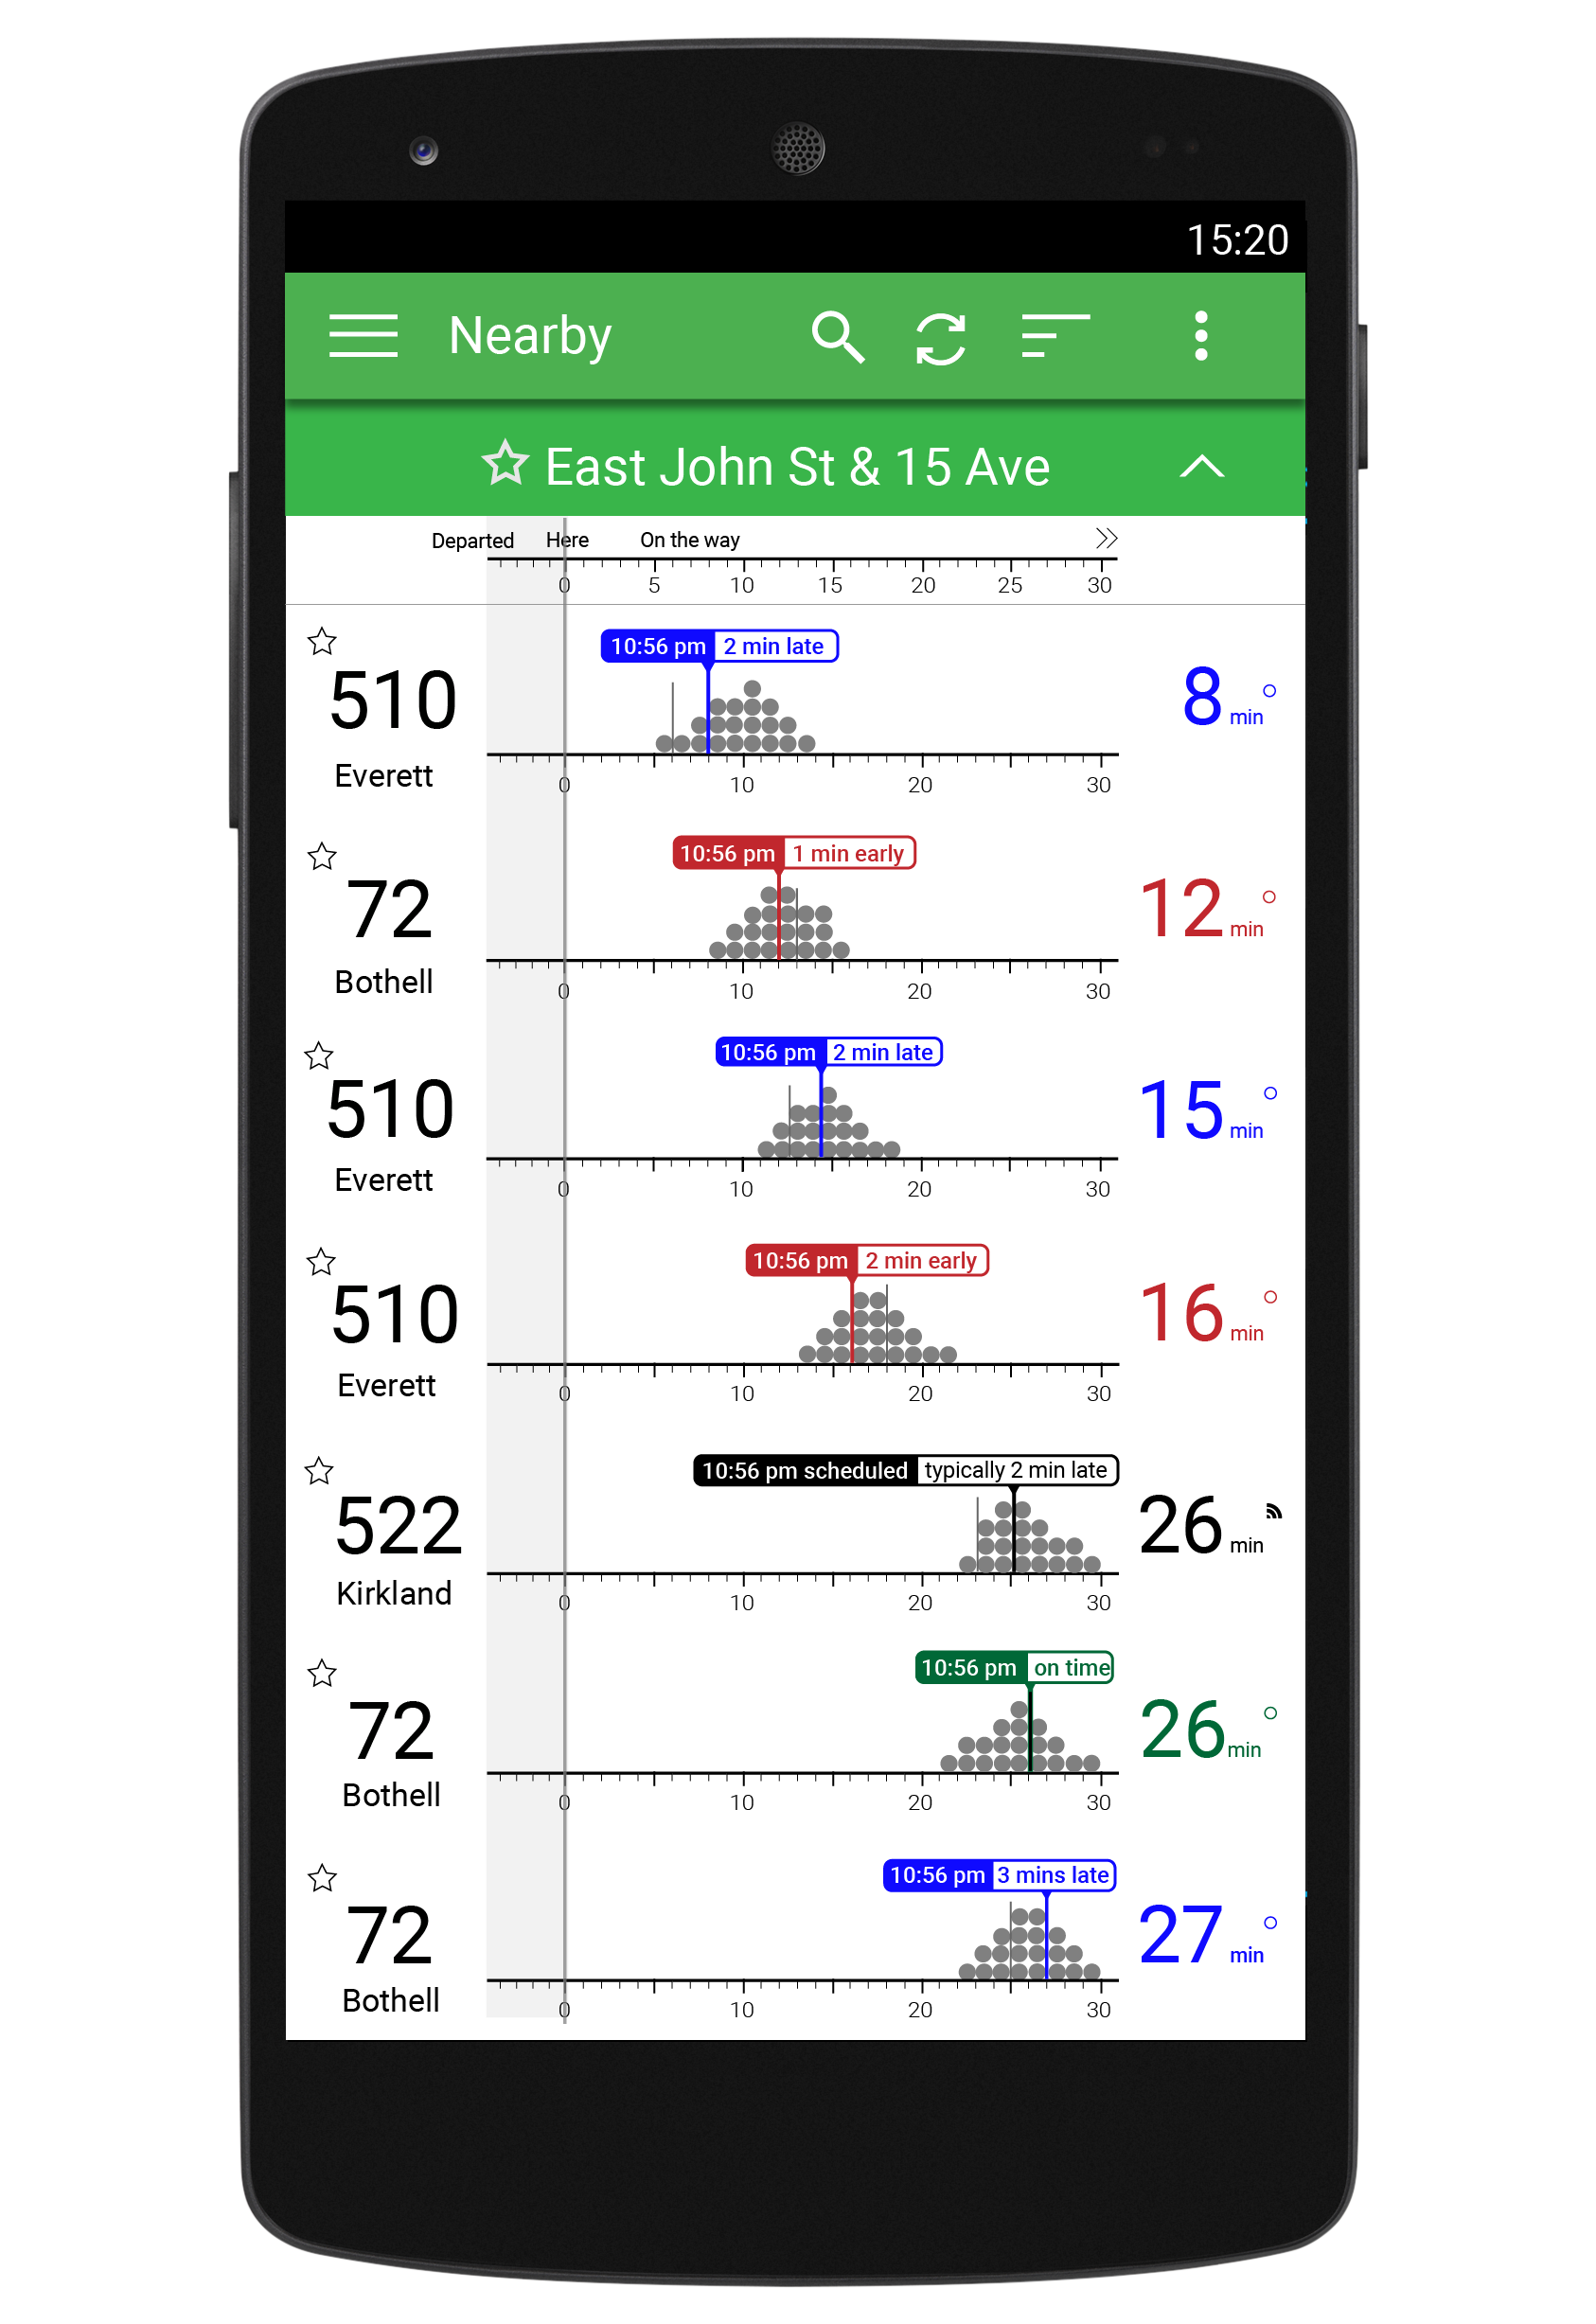 15:20
Nearby
East John St & 15 Ave
Departed Here On the way
0 5 10 15 20 25 30
10:56 pm 2 min late
510 8 min
Everett
0 10 20 30
10:56 pm 1 min early
72 12 min
Bothell
0 10 20 30
10:56 pm 2 min late
510 15 min
Everett
0 10 20 30
10:56 pm 2 min early
510 16 min
Everett
0 10 20 30
10:56 pm scheduled typically 2 min late
522 26 min
Kirkland
0 10 20 30
10:56 pm on time
72 26 min
Bothell
0 10 20 30
10:56 pm 3 mins late
72 27 min
Bothell
0 10 20 30